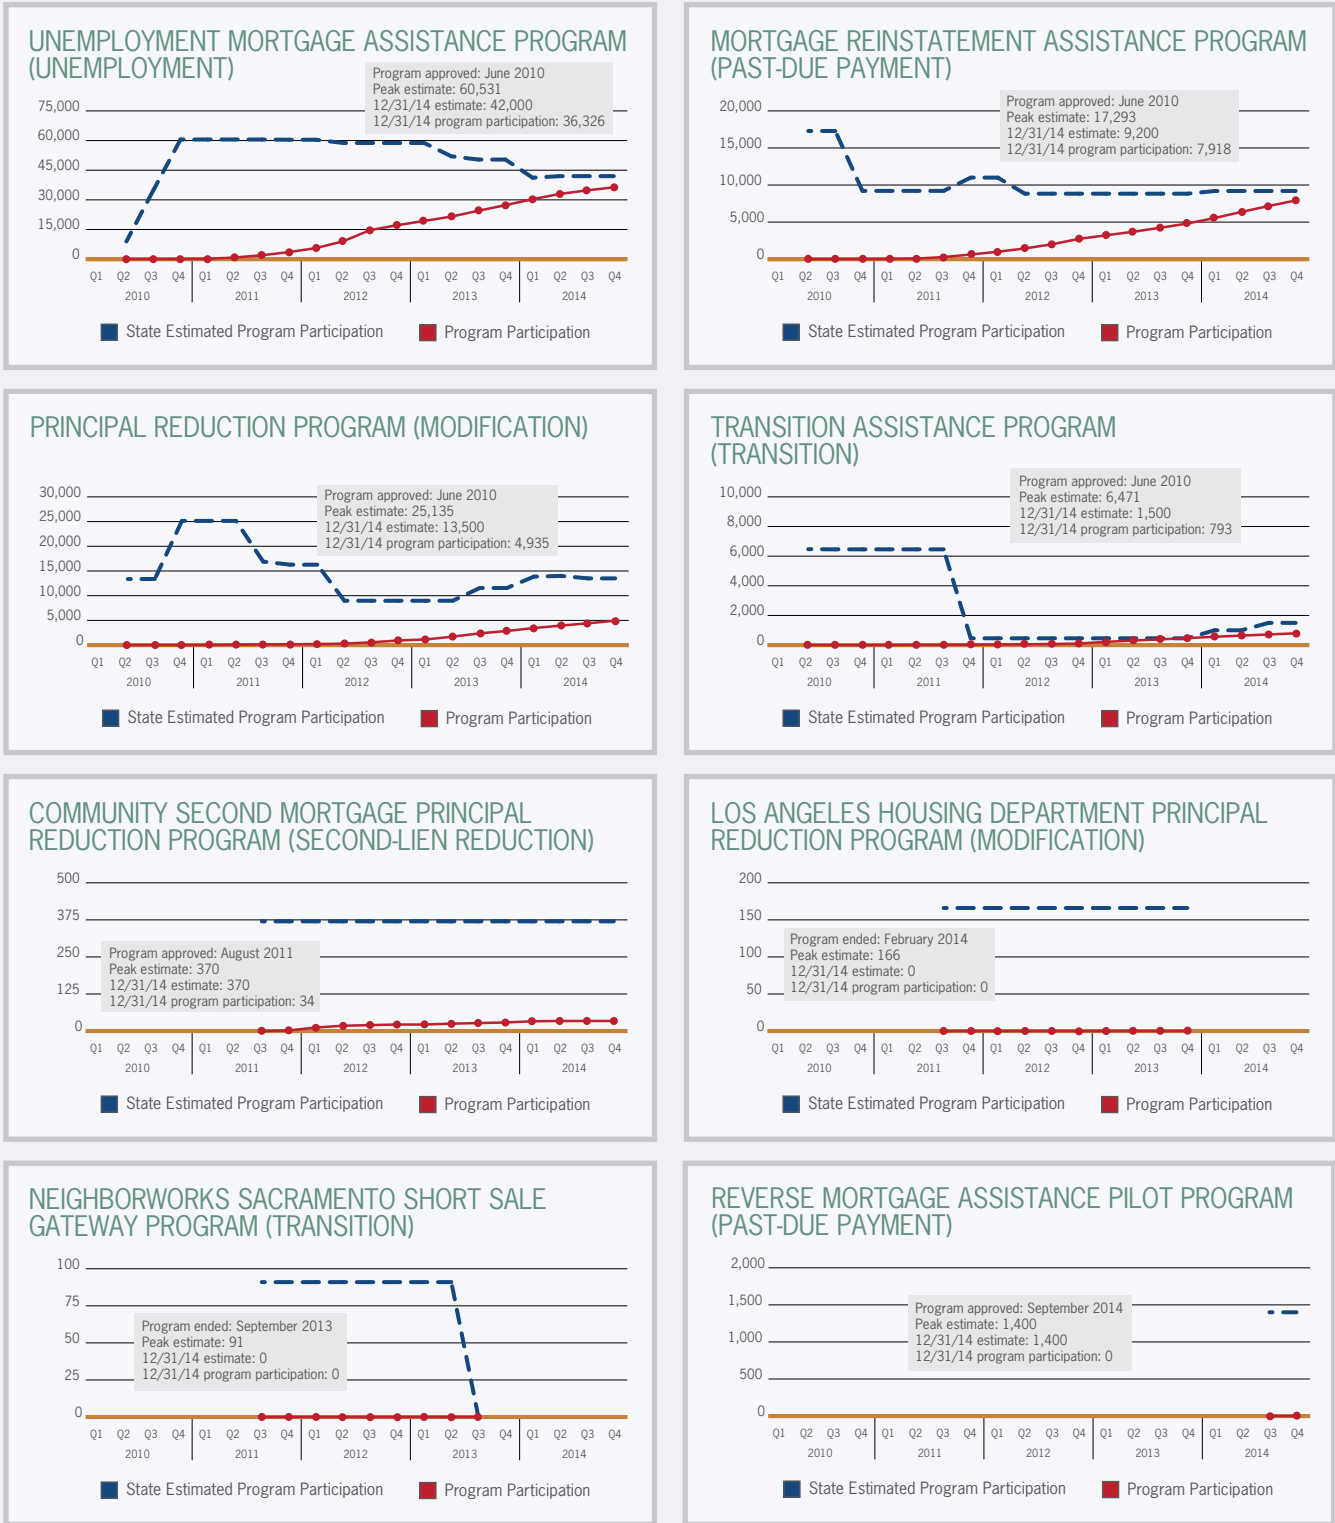 UNEMPLOYMENT MORTGAGE ASSISTANCE PROGRAM
(UNEMPLOYMENT)
Program approved: June 2010
Peak estimate: 60,531
12/31/14 estimate: 42,000
12/31/14 program participation: 36,326
75,000
60,000
45,000
30,000
15,000
0
Q1 Q2 Q3 Q4 Q1 Q2 Q3 Q4 Q1 Q2 Q3 Q4 Q1 Q2 Q3 Q4 Q1 Q2 Q3 Q4
2010 2011 2012 2013 2014
State Estimated Program Participation Program Participation
MORTGAGE REINSTATEMENT ASSISTANCE PROGRAM
(PAST-DUE PAYMENT)
Program approved: June 2010
Peak estimate: 17,293
12/31/14 estimate: 9,200
12/31/14 program participation: 7,918
20,000
15,000
10,000
5,000
0
Q1 Q2 Q3 Q4 Q1 Q2 Q3 Q4 Q1 Q2 Q3 Q4 Q1 Q2 Q3 Q4 Q1 Q2 Q3 Q4
2010 2011 2012 2013 2014
State Estimated Program Participation Program Participation
PRINCIPAL REDUCTION PROGRAM (MODIFICATION)
Program approved: June 2010
Peak estimate: 25,135
12/31/14 estimate: 13,500
12/31/14 program participation: 4,935
30,000
25,000
20,000
15,000
10,000
5,000
0
Q1 Q2 Q3 Q4 Q1 Q2 Q3 Q4 Q1 Q2 Q3 Q4 Q1 Q2 Q3 Q4 Q1 Q2 Q3 Q4
2010 2011 2012 2013 2014
State Estimated Program Participation Program Participation
TRANSITION ASSISTANCE PROGRAM
(TRANSITION)
Program approved: June 2010
Peak estimate: 6,471
12/31/14 estimate: 1,500
12/31/14 program participation: 793
10,000
8,000
6,000
4,000
2,000
0
Q1 Q2 Q3 Q4 Q1 Q2 Q3 Q4 Q1 Q2 Q3 Q4 Q1 Q2 Q3 Q4 Q1 Q2 Q3 Q4
2010 2011 2012 2013 2014
State Estimated Program Participation Program Participation
COMMUNITY SECOND MORTGAGE PRINCIPAL
REDUCTION PROGRAM (SECOND-LIEN REDUCTION)
500
375
250
125
0
Program approved: August 2011
Peak estimate: 370
12/31/14 estimate: 370
12/31/14 program participation: 34
Q1 Q2 Q3 Q4 Q1 Q2 Q3 Q4 Q1 Q2 Q3 Q4 Q1 Q2 Q3 Q4 Q1 Q2 Q3 Q4
2010 2011 2012 2013 2014
State Estimated Program Participation Program Participation
LOS ANGELES HOUSING DEPARTMENT PRINCIPAL
REDUCTION PROGRAM (MODIFICATION)
200
150
100
50
0
Program ended: February 2014
Peak estimate: 166
12/31/14 estimate: 0
12/31/14 program participation: 0
Q1 Q2 Q3 Q4 Q1 Q2 Q3 Q4 Q1 Q2 Q3 Q4 Q1 Q2 Q3 Q4 Q1 Q2 Q3 Q4
2010 2011 2012 2013 2014
State Estimated Program Participation Program Participation
NEIGHBORWORKS SACRAMENTO SHORT SALE
GATEWAY PROGRAM (TRANSITION)
100
75
50
25
0
Program ended: September 2013
Peak estimate: 91
12/31/14 estimate: 0
12/31/14 program participation: 0
Q1 Q2 Q3 Q4 Q1 Q2 Q3 Q4 Q1 Q2 Q3 Q4 Q1 Q2 Q3 Q4 Q1 Q2 Q3 Q4
2010 2011 2012 2013 2014
State Estimated Program Participation Program Participation
REVERSE MORTGAGE ASSISTANCE PILOT PROGRAM
(PAST-DUE PAYMENT)
2,000
1,500
1,000
500
0
Program approved: September 2014
Peak estimate: 1,400
12/31/14 estimate: 1,400
12/31/14 program participation: 0
Q1 Q2 Q3 Q4 Q1 Q2 Q3 Q4 Q1 Q2 Q3 Q4 Q1 Q2 Q3 Q4 Q1 Q2 Q3 Q4
2010 2011 2012 2013 2014
State Estimated Program Participation Program Participation